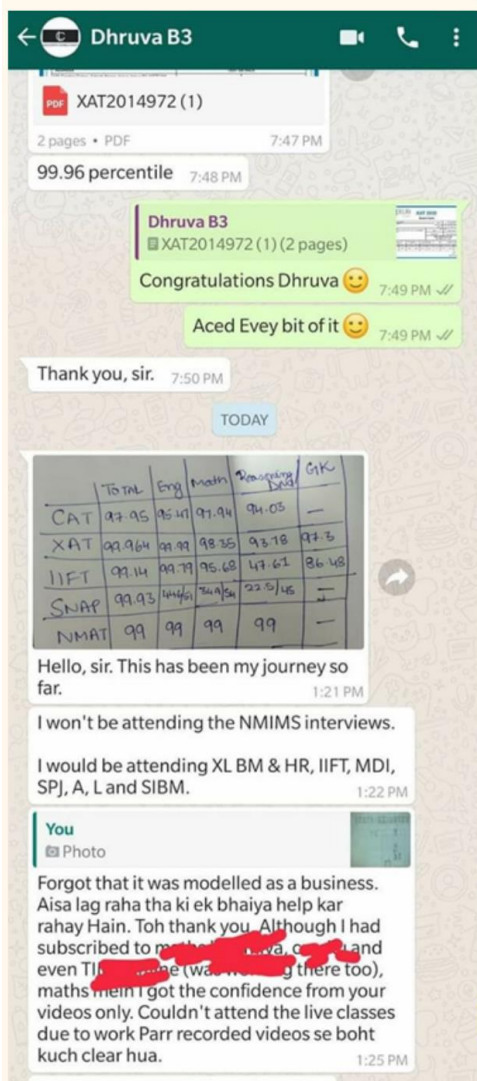 Dhruva B3
PDF XAT2014972 (1)
2 pages • PDF 7:47 PM
99.96 percentile 7:48 PM
Dhruva B3
XAT2014972 (1) (2 pages)
Congratulations Dhruva 🙂 7:49 PM
Aced Evey bit of it 🙂 7:49 PM
Thank you, sir. 7:50 PM
TODAY
TOTAL Eng Math Reasoning GK
CAT 97.95 95.47 97.94 94.03 —
XAT 99.964 99.99 98.35 93.78 97.3
IIFT 99.14 99.79 95.68 47.61 86.48
SNAP 99.93 22.5/45 —
NMAT 99 99 99 99 —
Hello, sir. This has been my journey so
far. 1:21 PM
I won't be attending the NMIMS interviews.
I would be attending XL BM & HR, IIFT, MDI,
SPJ, A, L and SIBM. 1:22 PM
You
Photo
Forgot that it was modelled as a business.
Aisa lag raha tha ki ek bhaiya help kar
rahay Hain. Toh thank you. Although I had
subscribed to and
even there too),
maths mein I got the confidence from your
videos only. Couldn't attend the live classes
due to work Parr recorded videos se boht
kuch clear hua. 1:25 PM